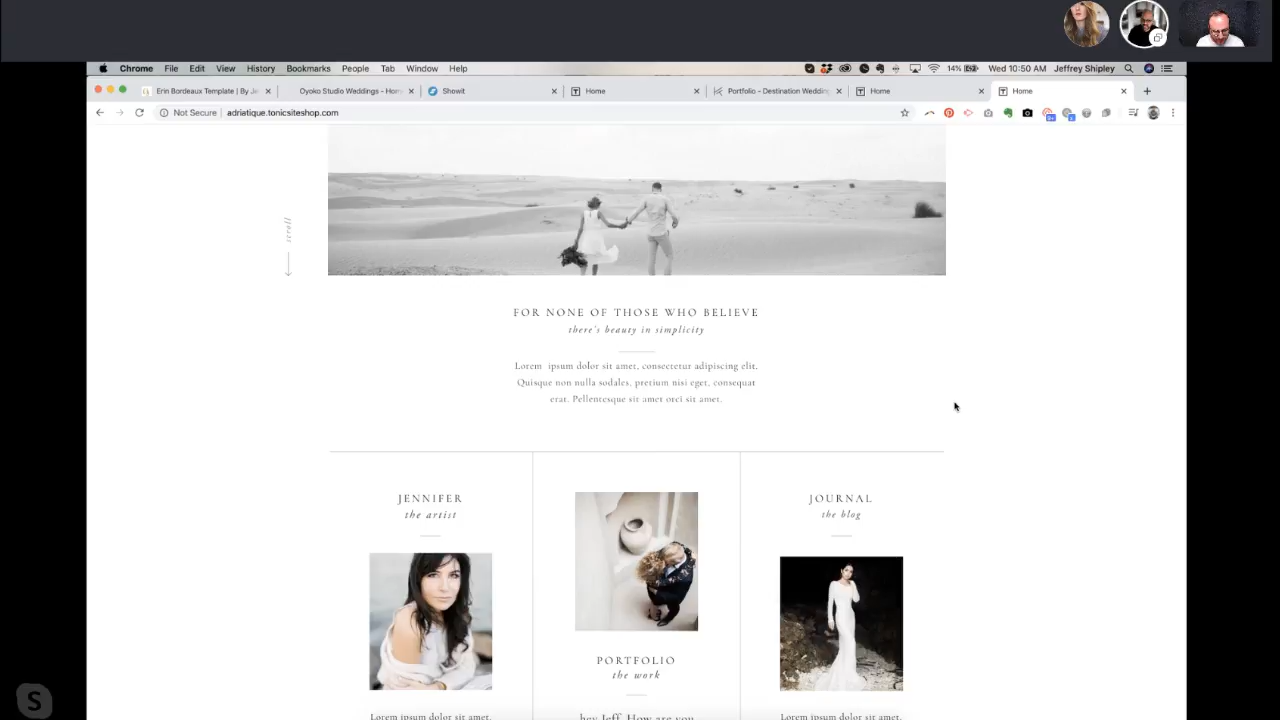 Chrome File Edit View History Bookmarks People Tab Window Help 14% Wed 10:50 AM Jeffrey Shipley
Erin Bordeaux Template | By Je Oyoko Studio Weddings - Hom Showit Home Portfolio – Destination Wedding Home Home
Not Secure | adriatique.tonicsiteshop.com
scroll
FOR NONE OF THOSE WHO BELIEVE
there's beauty in simplicity
Lorem ipsum dolor sit amet, consectetur adipiscing elit.
Quisque non nulla sodales, pretium nisi eget, consequat
erat. Pellentesque sit amet orci sit amet.
JENNIFER
the artist
JOURNAL
the blog
PORTFOLIO
the work
Lorem ipsum dolor sit amet,
hey Jeff. How are you
Lorem ipsum dolor sit amet,
S